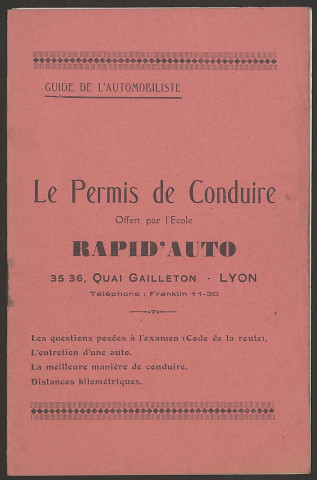 GUIDE DE L'AUTOMOBILISTE
Le Permis de Conduire
Offert par l'Ecole
RAPID'AUTO
35 36, QUAI GAILLETON - LYON
Téléphone : Franklin 11-30
Les questions posées à l'examen (Code de la route),
L'entretien d'une auto.
La meilleure manière de conduire.
Distances kilométriques.